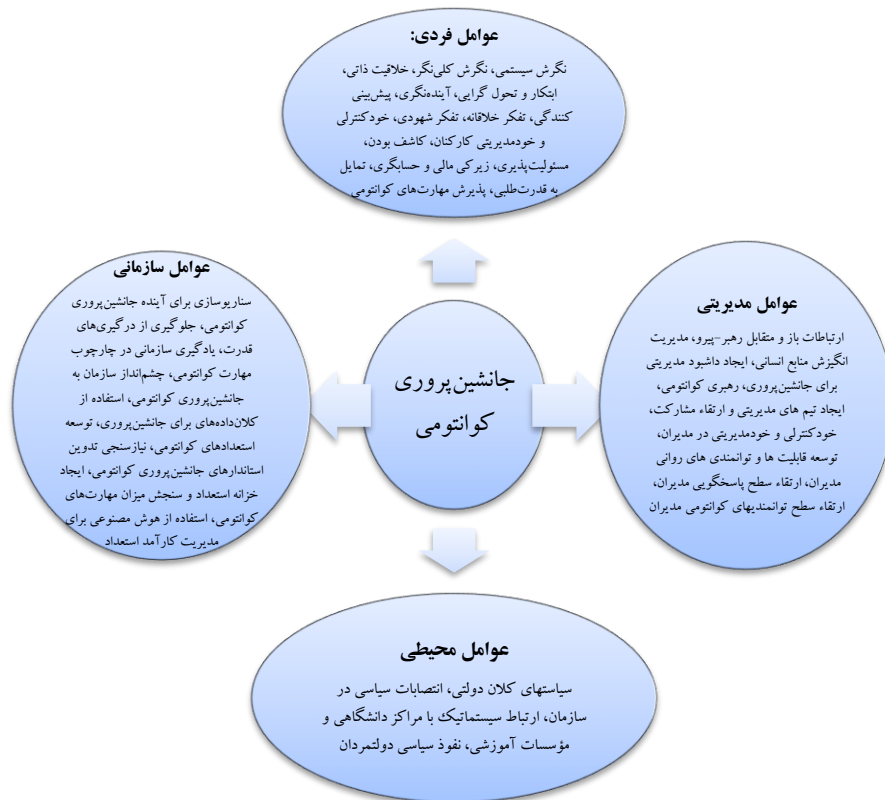 عوامل فردی:
نگرش سیستمی، نگرش کلی‌نگر، خلاقیت ذاتی،
ابتکار و تحول گرایی، آینده‌نگری، پیش‌بینی
کنندگی، تفکر خلاقانه، تفکر شهودی، خودکنترلی
و خودمدیریتی کارکنان، کاشف بودن،
مسئولیت‌پذیری، زیرکی مالی و حسابگری، تمایل
به قدرت‌طلبی، پذیرش مهارت‌های کوانتومی
عوامل مدیریتی
ارتباطات باز و متقابل رهبر-پیرو، مدیریت
انگیزش منابع انسانی، ایجاد داشبود مدیریتی
برای جانشین‌پروری، رهبری کوانتومی،
ایجاد تیم های مدیریتی و ارتقاء مشارکت،
خودکنترلی و خودمدیریتی در مدیران،
توسعه قابلیت ها و توانمندی های روانی
مدیران، ارتقاء سطح پاسخگویی مدیران،
ارتقاء سطح توانمندیهای کوانتومی مدیران
جانشین‌پروری
کوانتومی
عوامل سازمانی
سناریوسازی برای آینده جانشین‌پروری
کوانتومی، جلوگیری از درگیری‌های
قدرت، یادگیری سازمانی در چارچوب
مهارت کوانتومی، چشم‌انداز سازمان به
جانشین‌پروری کوانتومی، استفاده از
کلان‌داده‌های برای جانشین‌پروری، توسعه
استعدادهای کوانتومی، نیازسنجی تدوین
استاندارهای جانشین‌پروری کوانتومی، ایجاد
خزانه استعداد و سنجش میزان مهارت‌های
کوانتومی، استفاده از هوش مصنوعی برای
مدیریت کارآمد استعداد
عوامل محیطی
سیاستهای کلان دولتی، انتصابات سیاسی در
سازمان، ارتباط سیستماتیک با مراکز دانشگاهی و
مؤسسات آموزشی، نفوذ سیاسی دولتمردان